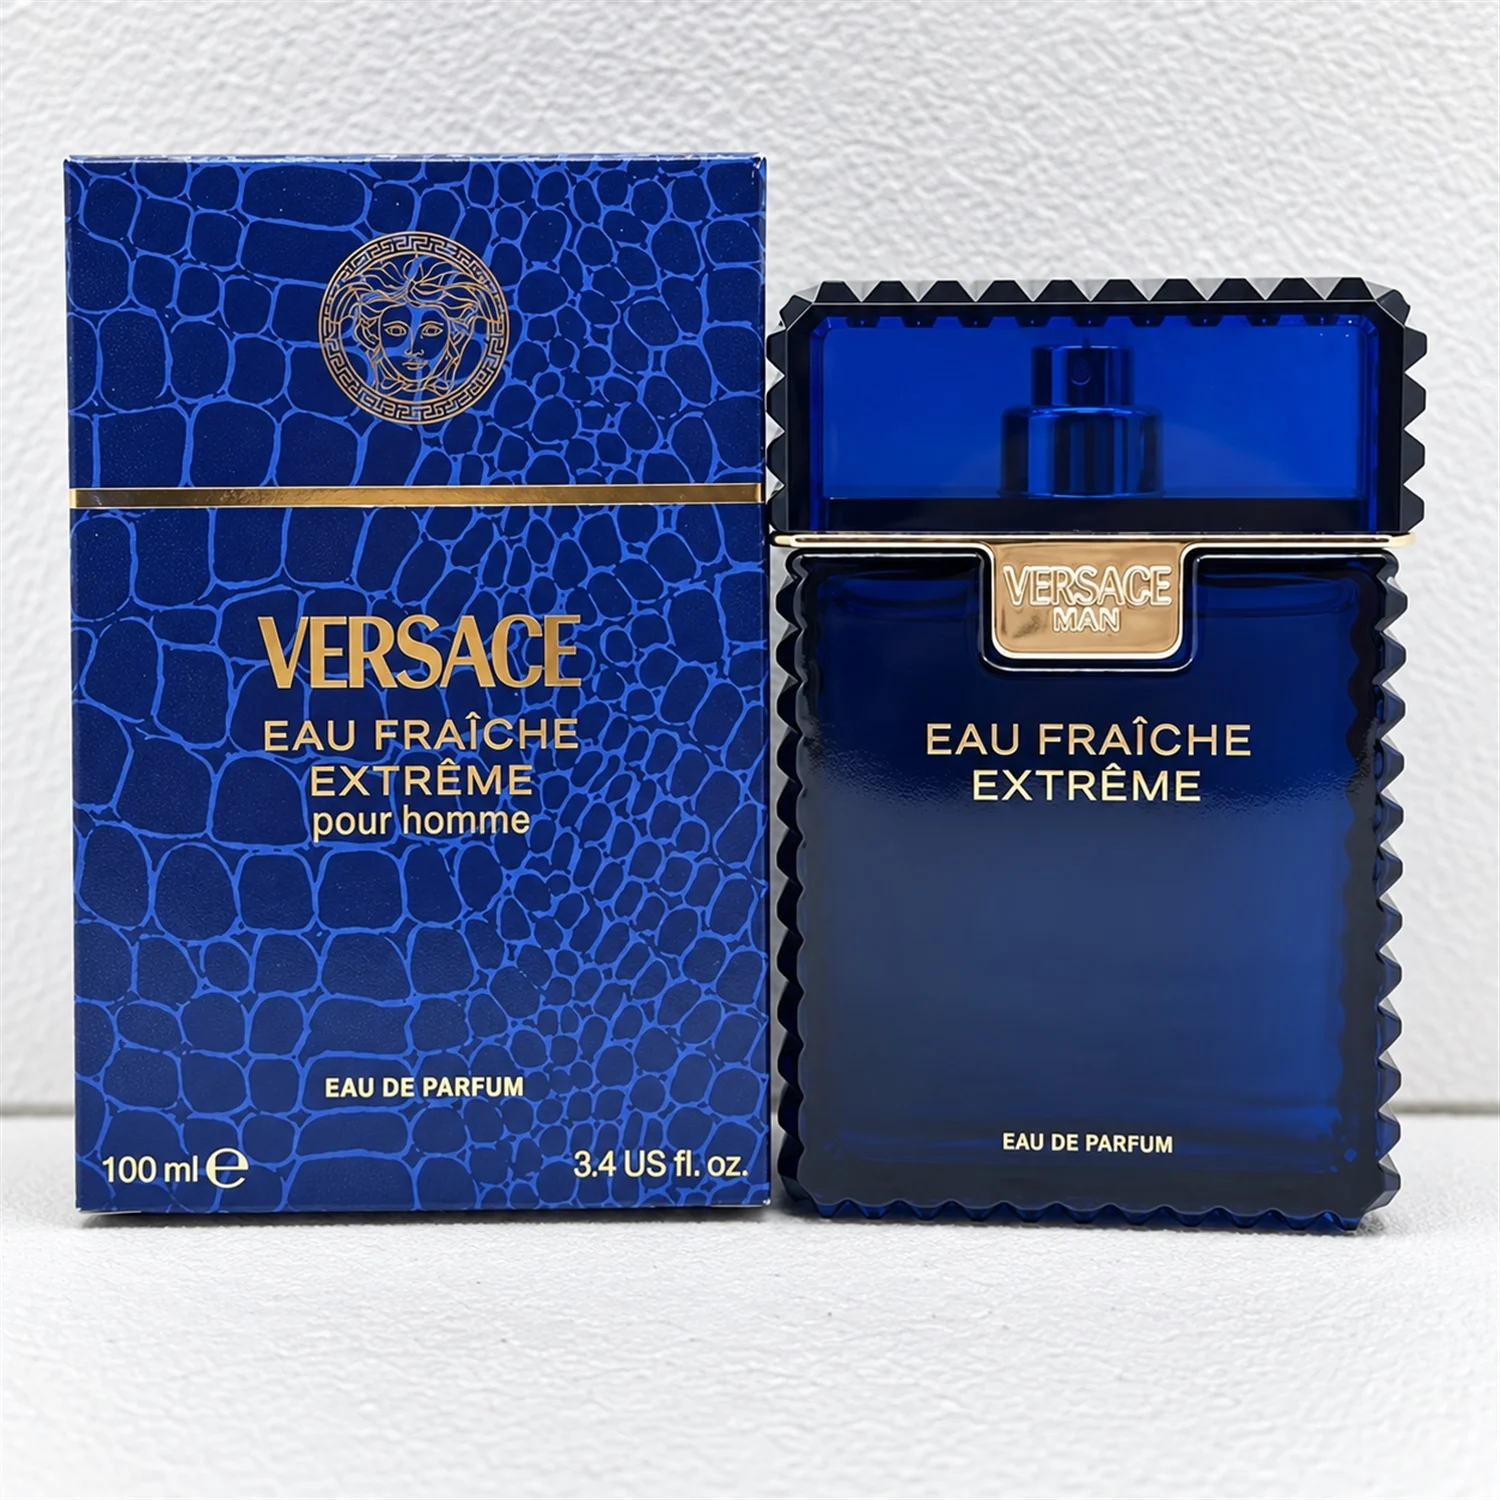 VERSACE
EAU FRAÎCHE
EXTRÊME
pour homme
EAU DE PARFUM
100 ml ℮
3.4 US fl. oz.
VERSACE
MAN
EAU FRAÎCHE
EXTRÊME
EAU DE PARFUM